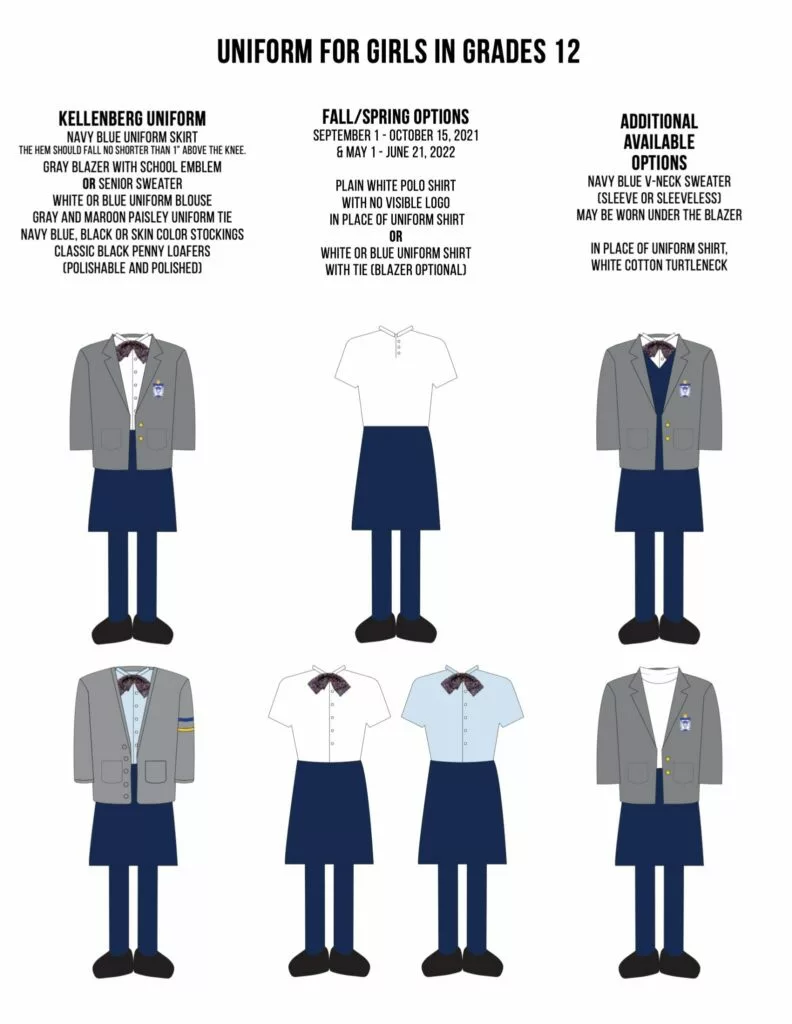 UNIFORM FOR GIRLS IN GRADES 12
KELLENBERG UNIFORM
NAVY BLUE UNIFORM SKIRT
THE HEM SHOULD FALL NO SHORTER THAN 1" ABOVE THE KNEE.
GRAY BLAZER WITH SCHOOL EMBLEM
OR SENIOR SWEATER
WHITE OR BLUE UNIFORM BLOUSE
GRAY AND MAROON PAISLEY UNIFORM TIE
NAVY BLUE, BLACK OR SKIN COLOR STOCKINGS
CLASSIC BLACK PENNY LOAFERS
(POLISHABLE AND POLISHED)
FALL/SPRING OPTIONS
SEPTEMBER 1 - OCTOBER 15, 2021
& MAY 1 - JUNE 21, 2022
PLAIN WHITE POLO SHIRT
WITH NO VISIBLE LOGO
IN PLACE OF UNIFORM SHIRT
OR
WHITE OR BLUE UNIFORM SHIRT
WITH TIE (BLAZER OPTIONAL)
ADDITIONAL
AVAILABLE
OPTIONS
NAVY BLUE V-NECK SWEATER
(SLEEVE OR SLEEVELESS)
MAY BE WORN UNDER THE BLAZER
IN PLACE OF UNIFORM SHIRT,
WHITE COTTON TURTLENECK